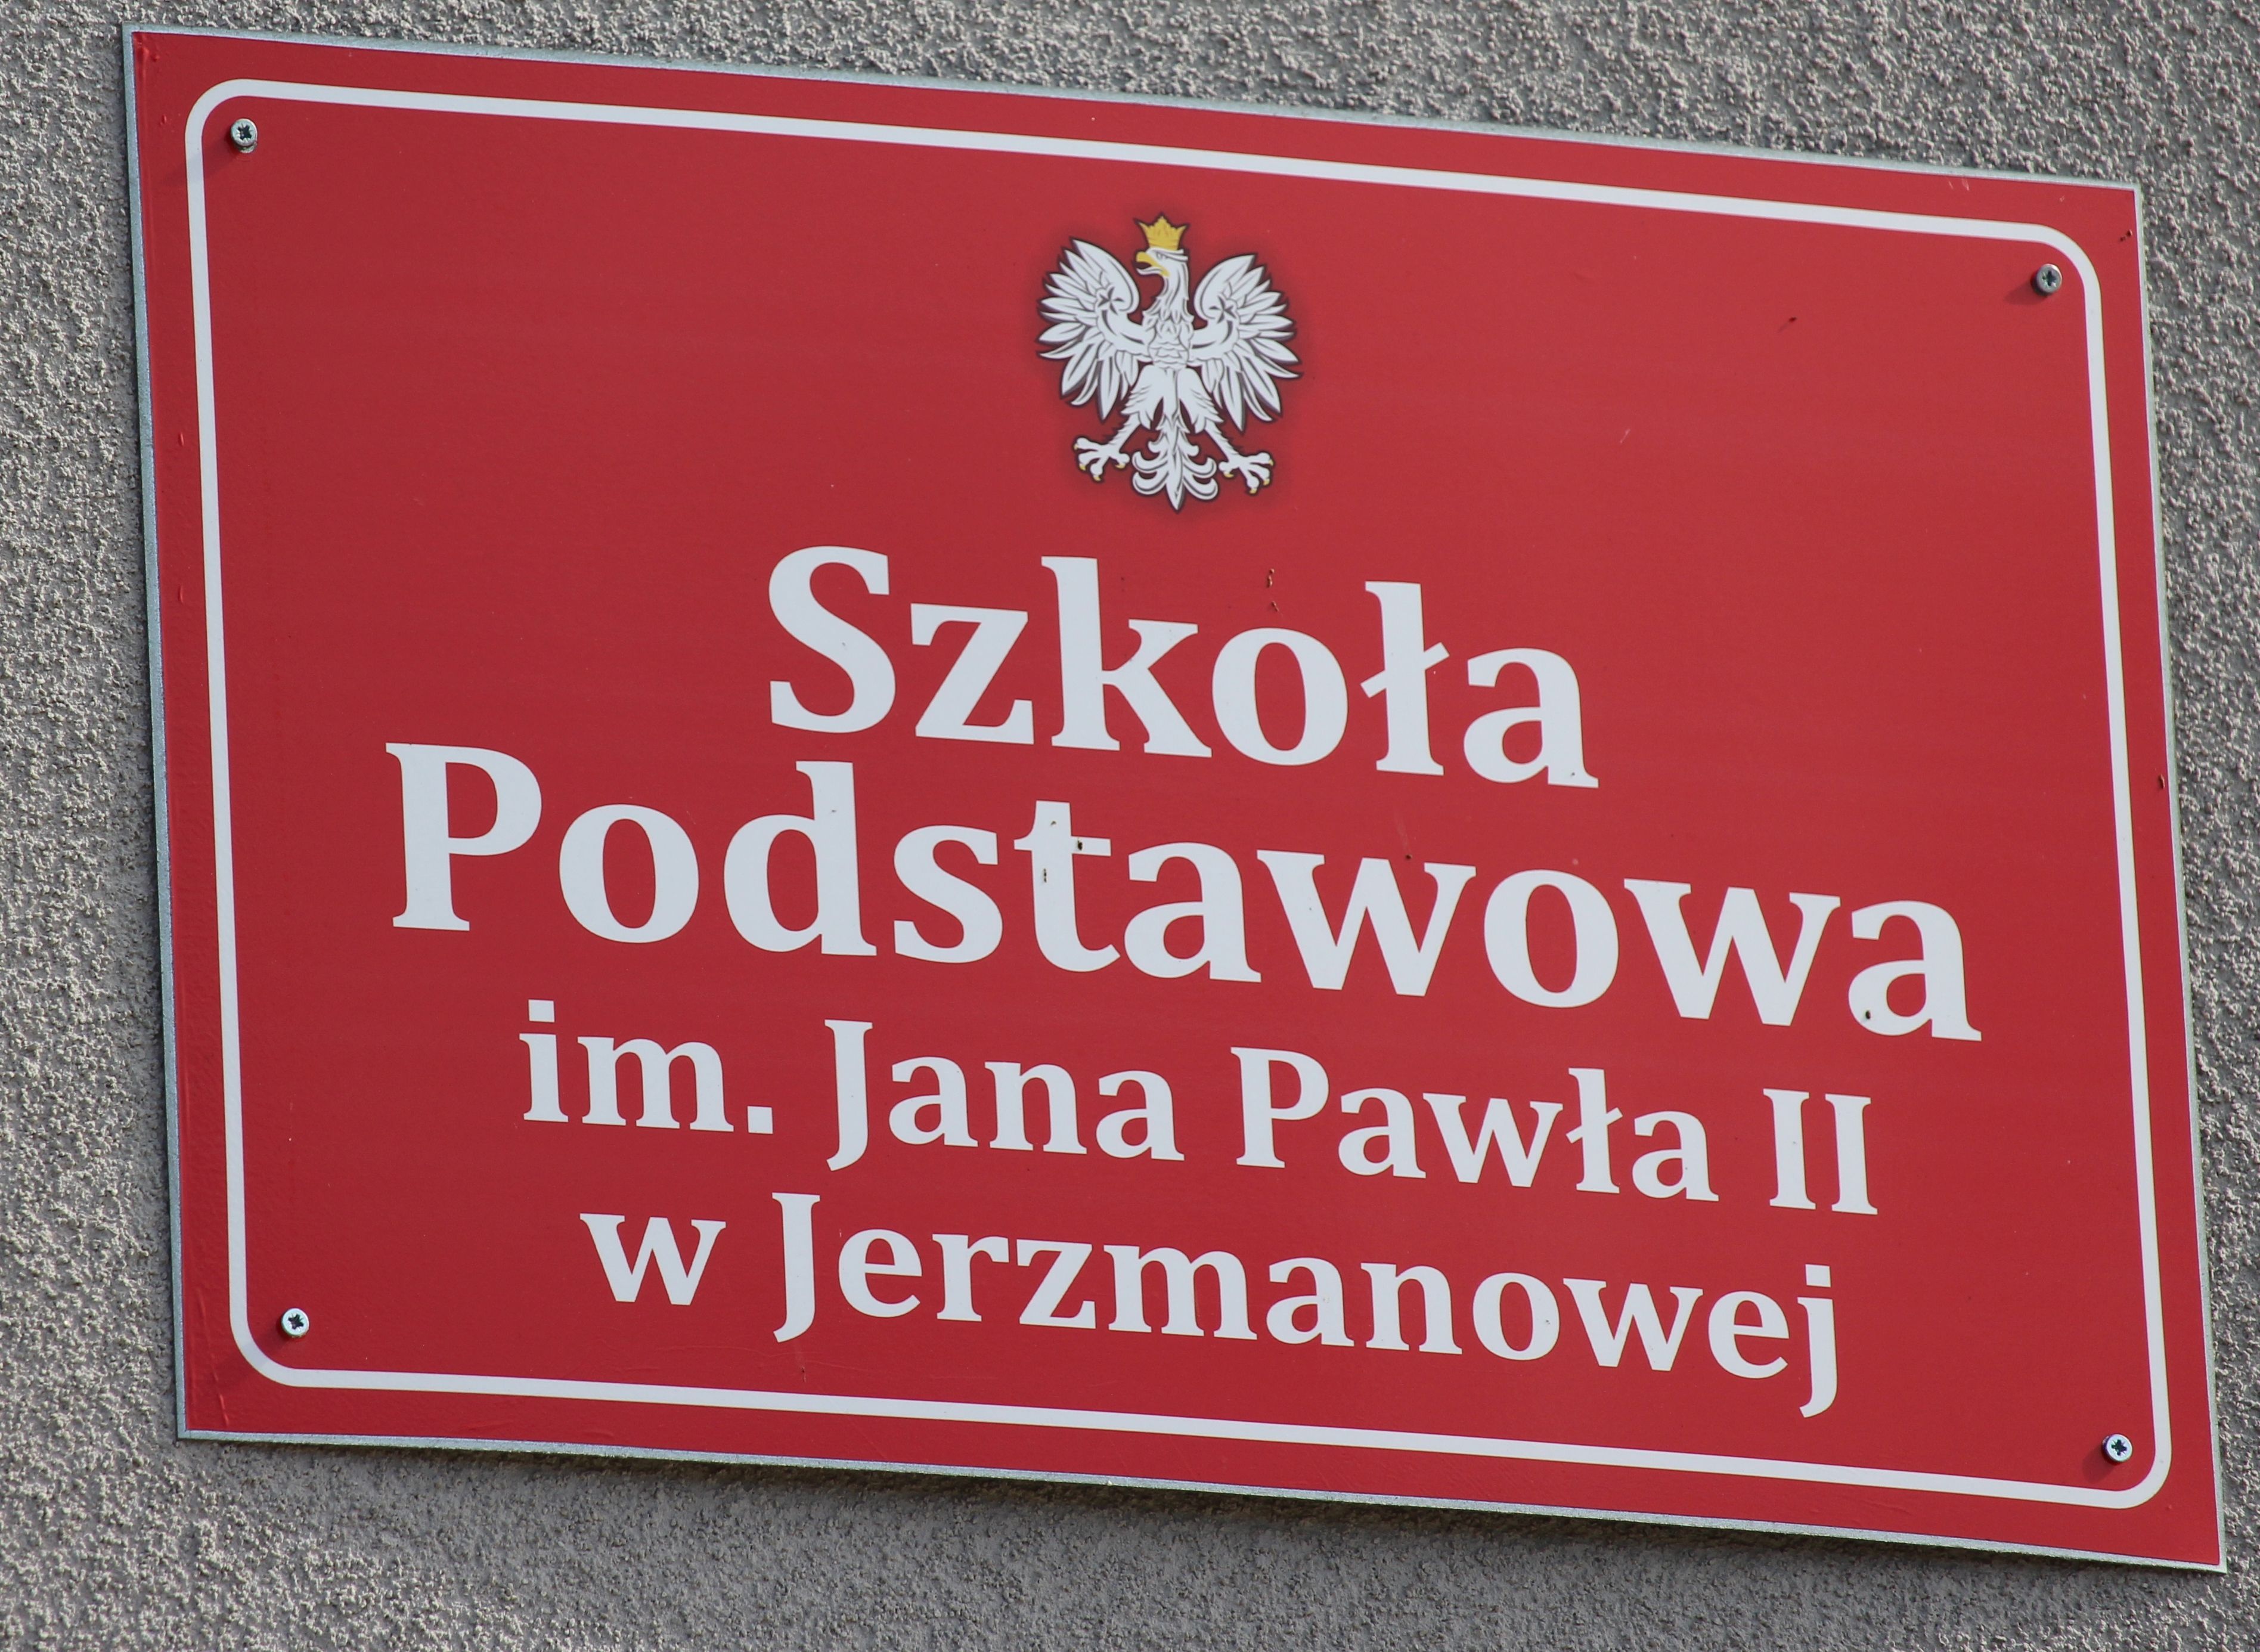 Szkoła
Podstawowa
im. Jana Pawła II
w Jerzmanowej